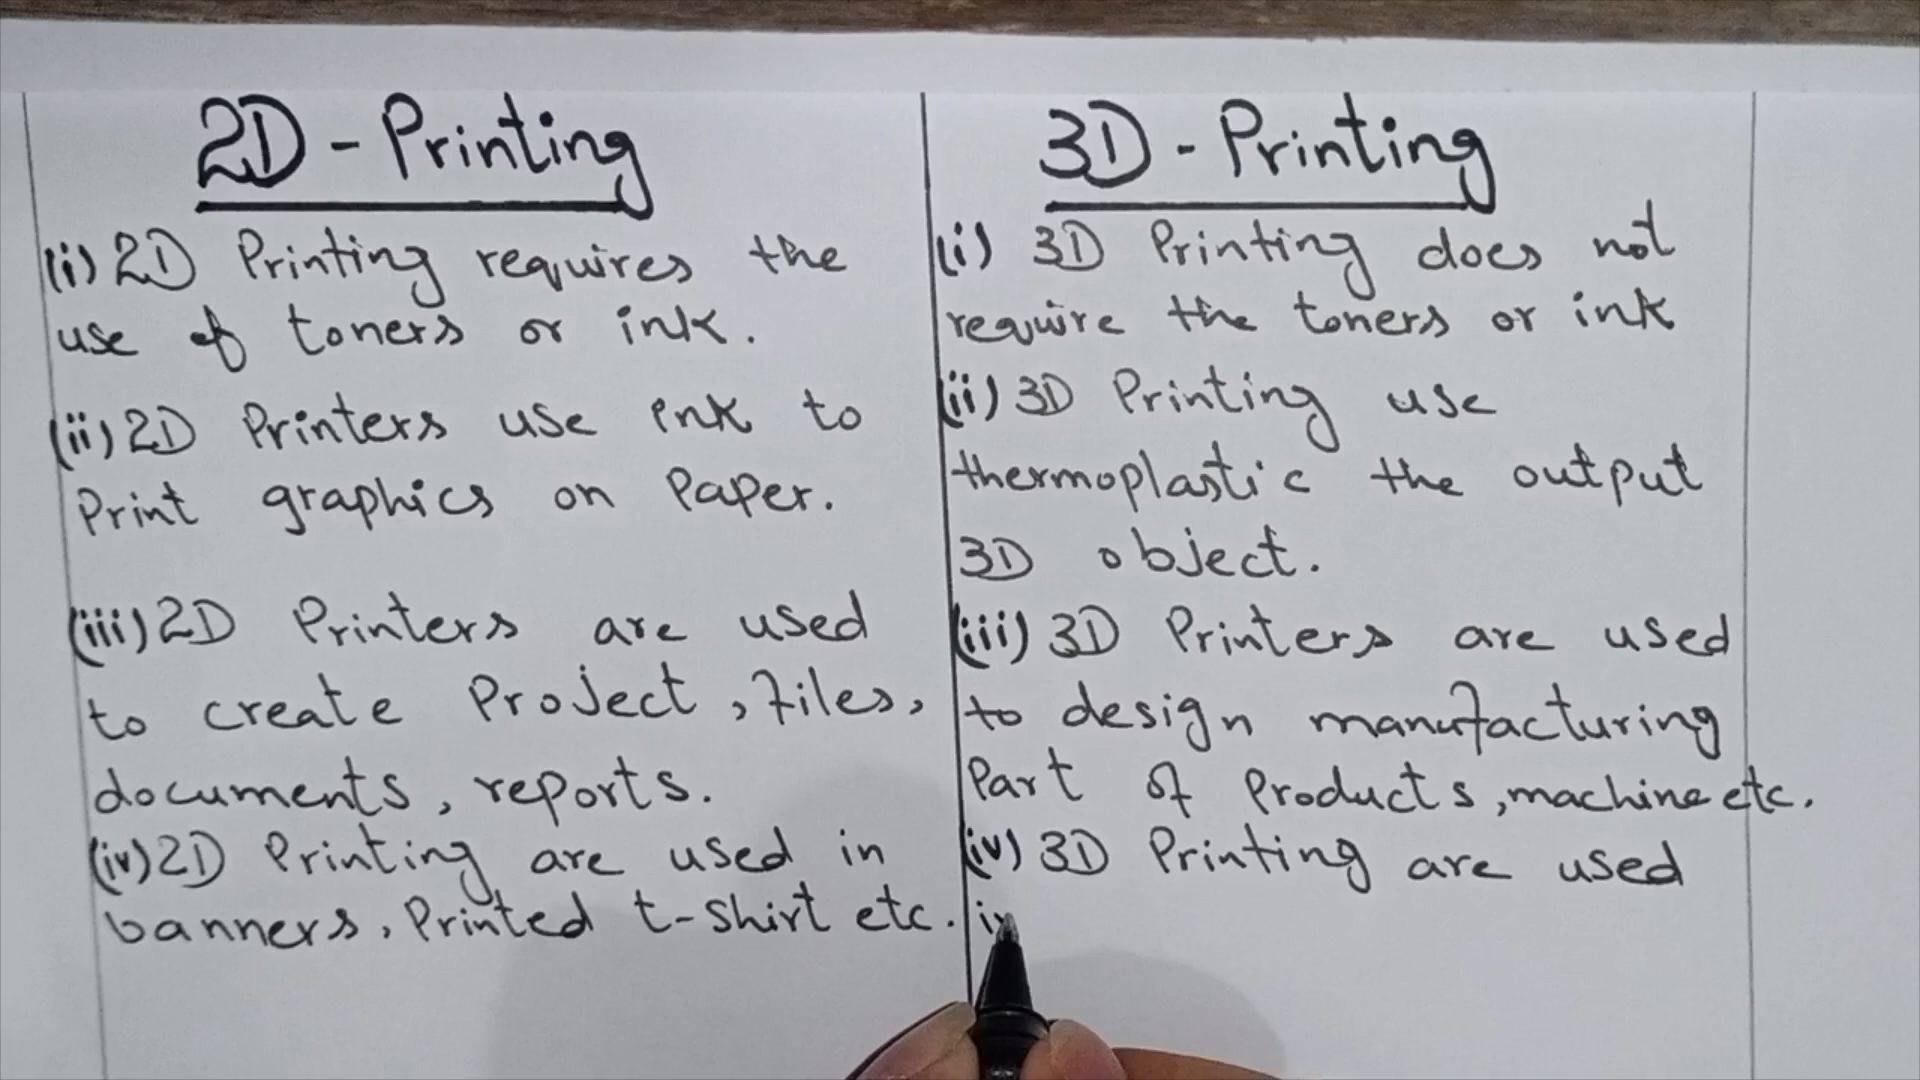 2D - Printing
(i) 2D Printing requires the
use of toners or ink.
(ii) 2D Printers use ink to
Print graphics on Paper.
(iii) 2D Printers are used
to create Project, files,
documents, reports.
(iv) 2D Printing are used in
banners, Printed t-shirt etc.
3D - Printing
(i) 3D Printing does not
require the toners or ink
(ii) 3D Printing use
thermoplastic the output
3D object.
(iii) 3D Printers are used
to design manufacturing
Part of Products, machine etc.
(iv) 3D Printing are used